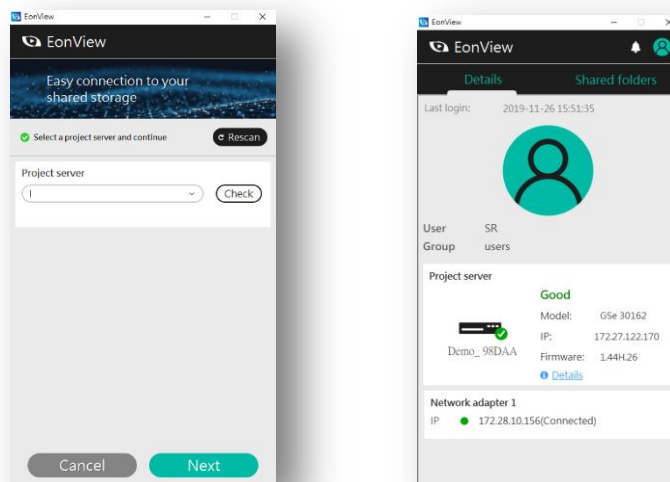 EonView
EonView
Easy connection to your
shared storage
Select a project server and continue
Rescan
Project server
Check
Cancel
Next
EonView
EonView
Details
Shared folders
Last login: 2019-11-26 15:51:35
User SR
Group users
Project server
Good
Model: GSe 30162
Demo_ 98DAA
IP: 172.27.122.170
Firmware: 1.44H.26
Details
Network adapter 1
IP 172.28.10.156(Connected)